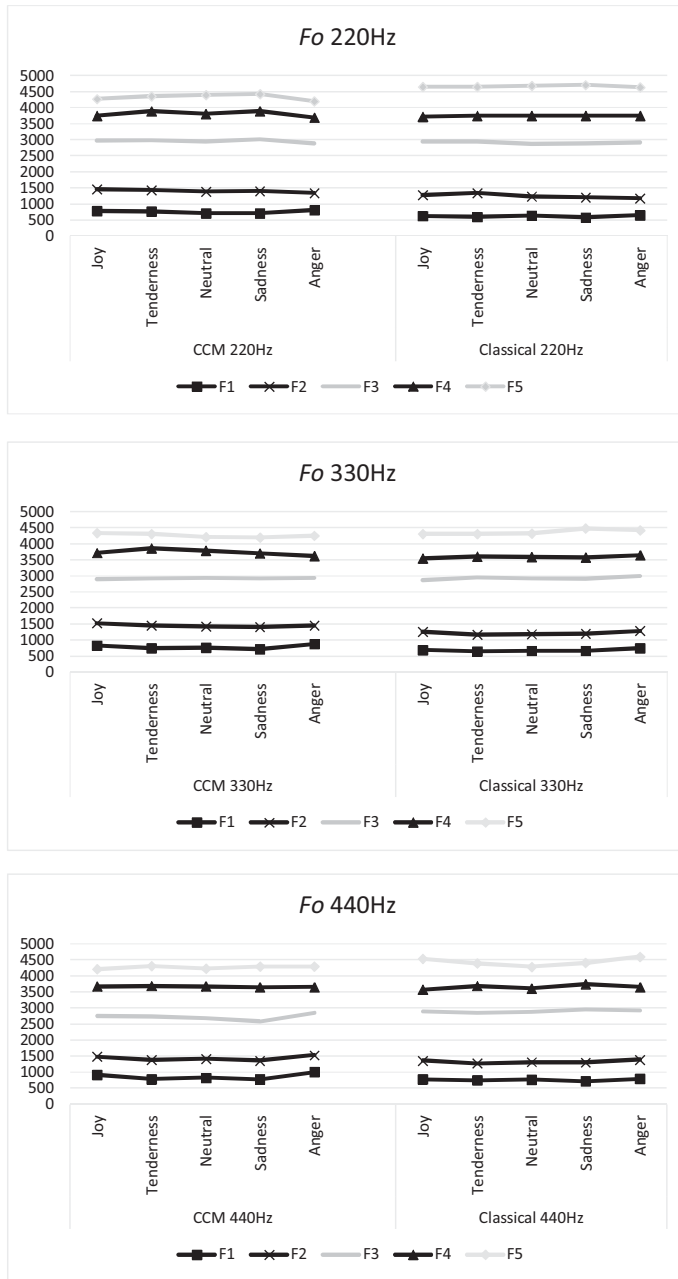 Fo 220Hz
5000
4500
4000
3500
3000
2500
2000
1500
1000
500
0
Joy
Tenderness
Neutral
Sadness
Anger
Joy
Tenderness
Neutral
Sadness
Anger
CCM 220Hz
Classical 220Hz
F1 F2 F3 F4 F5
Fo 330Hz
5000
4500
4000
3500
3000
2500
2000
1500
1000
500
0
Joy
Tenderness
Neutral
Sadness
Anger
Joy
Tenderness
Neutral
Sadness
Anger
CCM 330Hz
Classical 330Hz
F1 F2 F3 F4 F5
Fo 440Hz
5000
4500
4000
3500
3000
2500
2000
1500
1000
500
0
Joy
Tenderness
Neutral
Sadness
Anger
Joy
Tenderness
Neutral
Sadness
Anger
CCM 440Hz
Classical 440Hz
F1 F2 F3 F4 F5